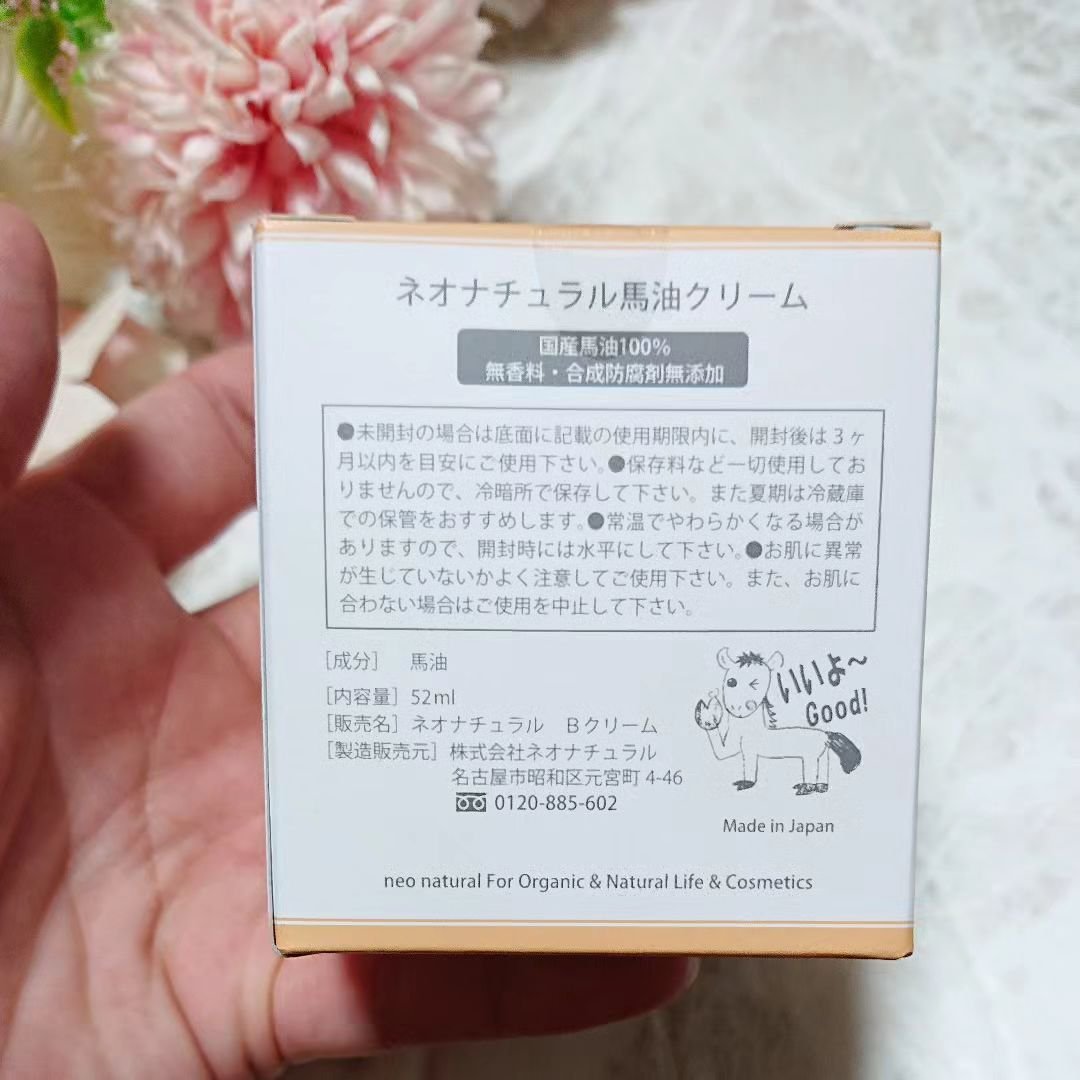 ネオナチュラル馬油クリーム
国産馬油100%
無香料・合成防腐剤無添加
●未開封の場合は底面に記載の使用期限内に、開封後は3ヶ
月以内を目安にご使用下さい。●保存料など一切使用してお
りませんので、冷暗所で保存して下さい。また夏期は冷蔵庫
での保管をおすすめします。●常温でやわらかくなる場合が
ありますので、開封時には水平にして下さい。●お肌に異常
が生じていないかよく注意してご使用下さい。また、お肌に
合わない場合はご使用を中止して下さい。
[成分] 馬油
[内容量] 52ml
[販売名] ネオナチュラル Bクリーム
[製造販売元] 株式会社ネオナチュラル
名古屋市昭和区元宮町 4-46
0120-885-602
いいよ~
Good!
Made in Japan
neo natural For Organic & Natural Life & Cosmetics